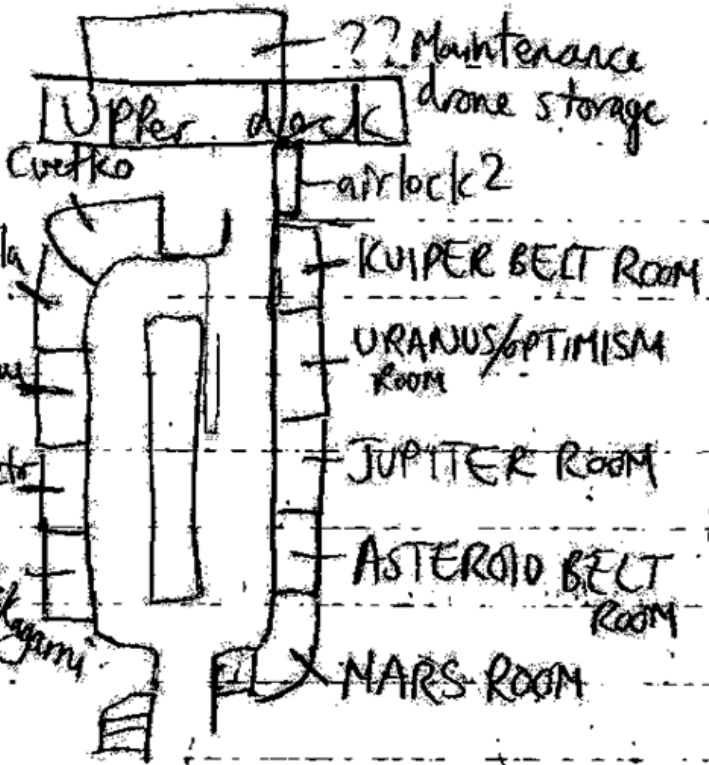 ?? Maintenance
drone storage
Upper dock
Cvetko
airlock 2
KUIPER BELT ROOM
URANUS/OPTIMISM
ROOM
JUPITER ROOM
ASTEROID BELT
ROOM
MARS ROOM